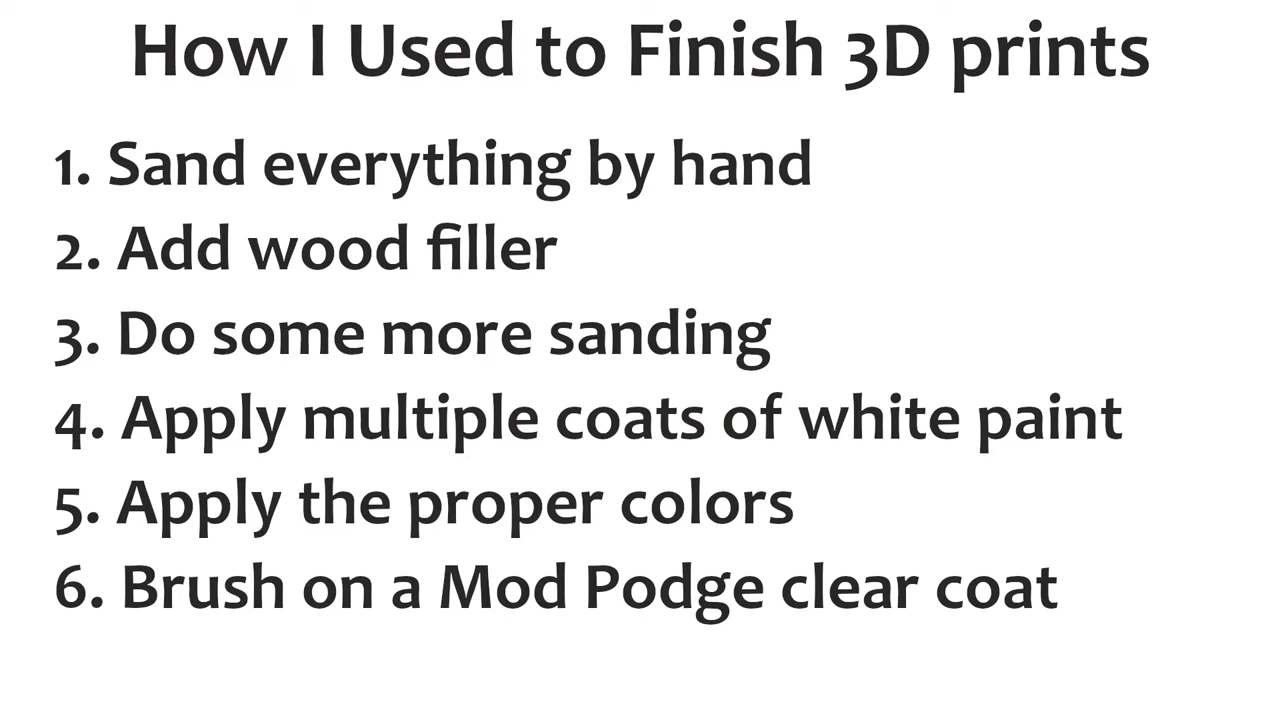 How I Used to Finish 3D prints
1. Sand everything by hand
2. Add wood filler
3. Do some more sanding
4. Apply multiple coats of white paint
5. Apply the proper colors
6. Brush on a Mod Podge clear coat